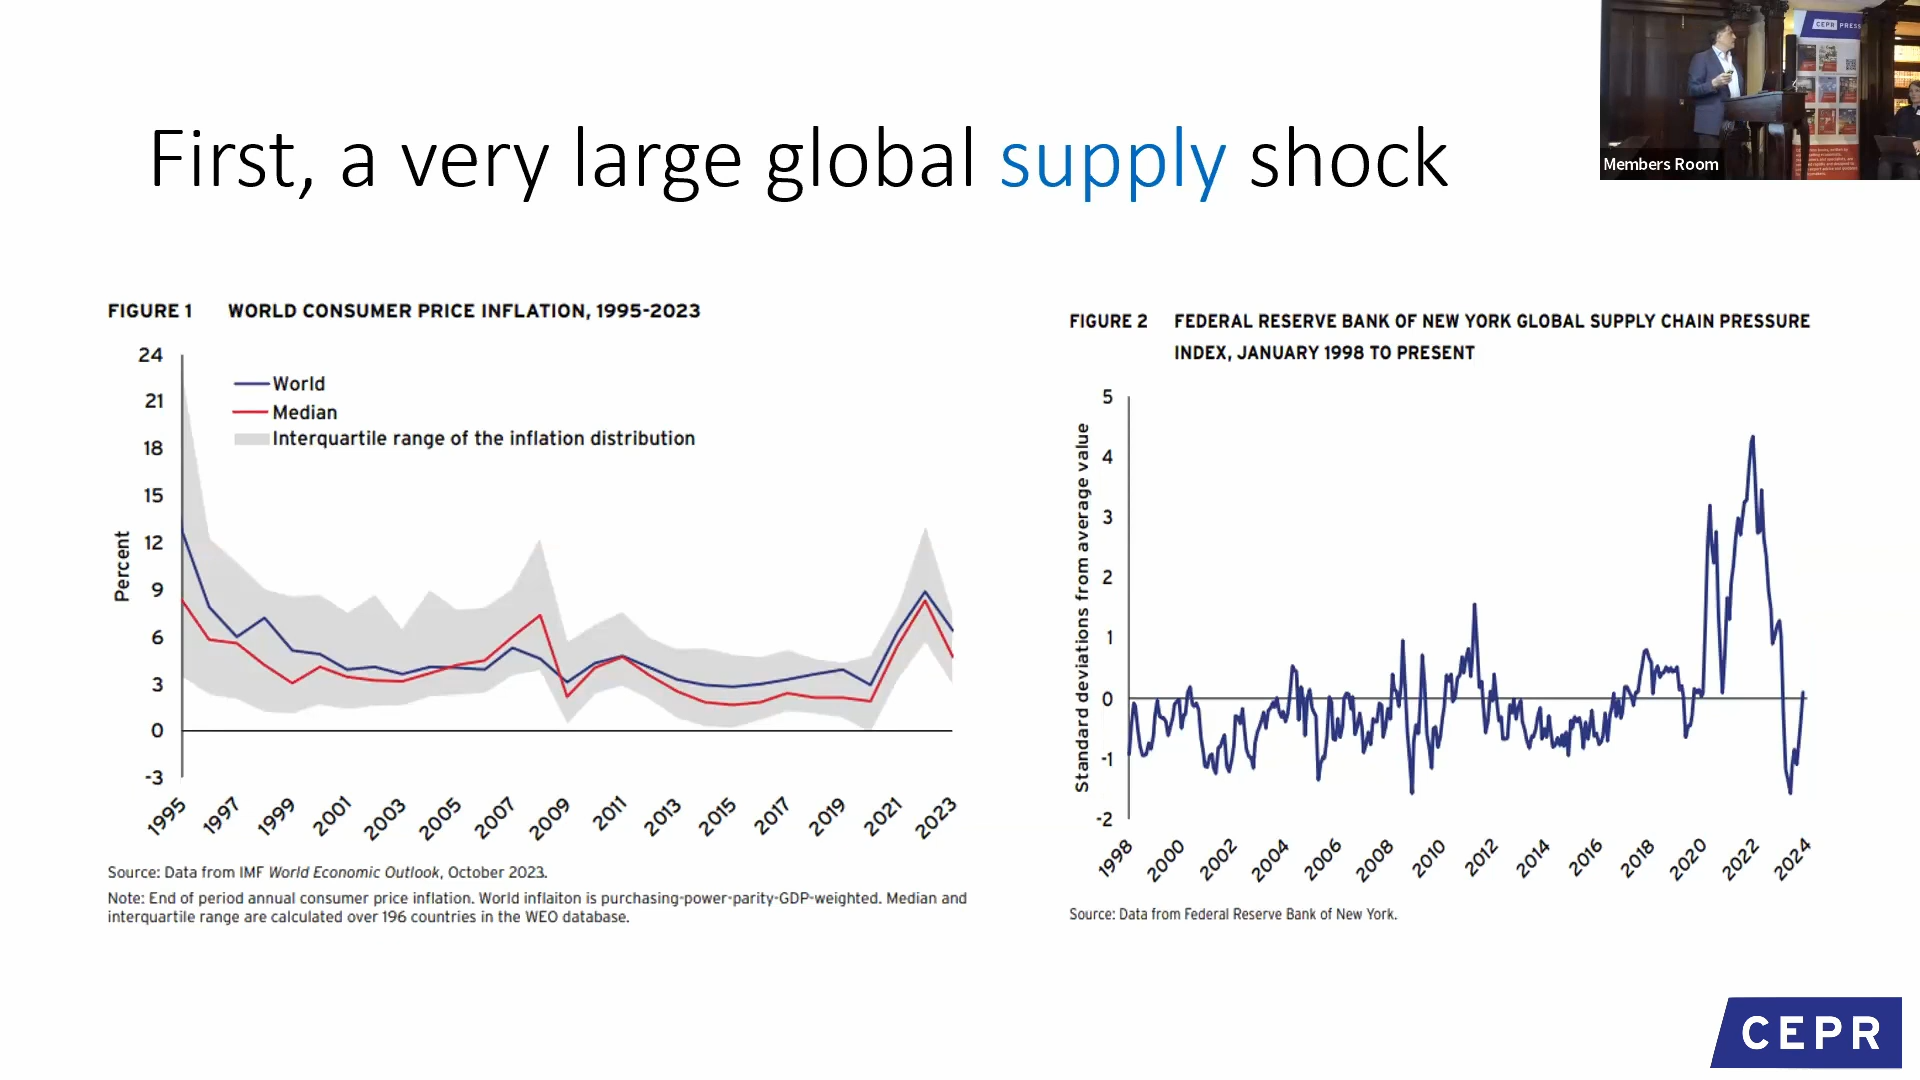 First, a very large global supply shock
CEPR PRESS
Members Room
FIGURE 1 WORLD CONSUMER PRICE INFLATION, 1995-2023
24
21
18
15
12
9
6
3
0
-3
Percent
World
Median
Interquartile range of the inflation distribution
1995 1997 1999 2001 2003 2005 2007 2009 2011 2013 2015 2017 2019 2021 2023
Source: Data from IMF World Economic Outlook, October 2023.
Note: End of period annual consumer price inflation. World inflaiton is purchasing-power-parity-GDP-weighted. Median and
interquartile range are calculated over 196 countries in the WEO database.
FIGURE 2 FEDERAL RESERVE BANK OF NEW YORK GLOBAL SUPPLY CHAIN PRESSURE
INDEX, JANUARY 1998 TO PRESENT
5
4
3
2
1
0
-1
-2
Standard deviations from average value
1998 2000 2002 2004 2006 2008 2010 2012 2014 2016 2018 2020 2022 2024
Source: Data from Federal Reserve Bank of New York.
CEPR